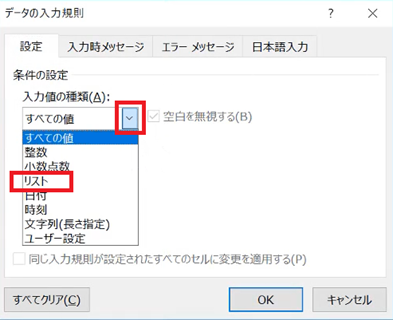 データの入力規則
?
×
設定
入力時メッセージ
エラー メッセージ
日本語入力
条件の設定
入力値の種類(A):
すべての値
空白を無視する(B)
すべての値
整数
小数点数
リスト
日付
時刻
文字列(長さ指定)
ユーザー設定
同じ入力規則が設定されたすべてのセルに変更を適用する(P)
すべてクリア(C)
OK
キャンセル